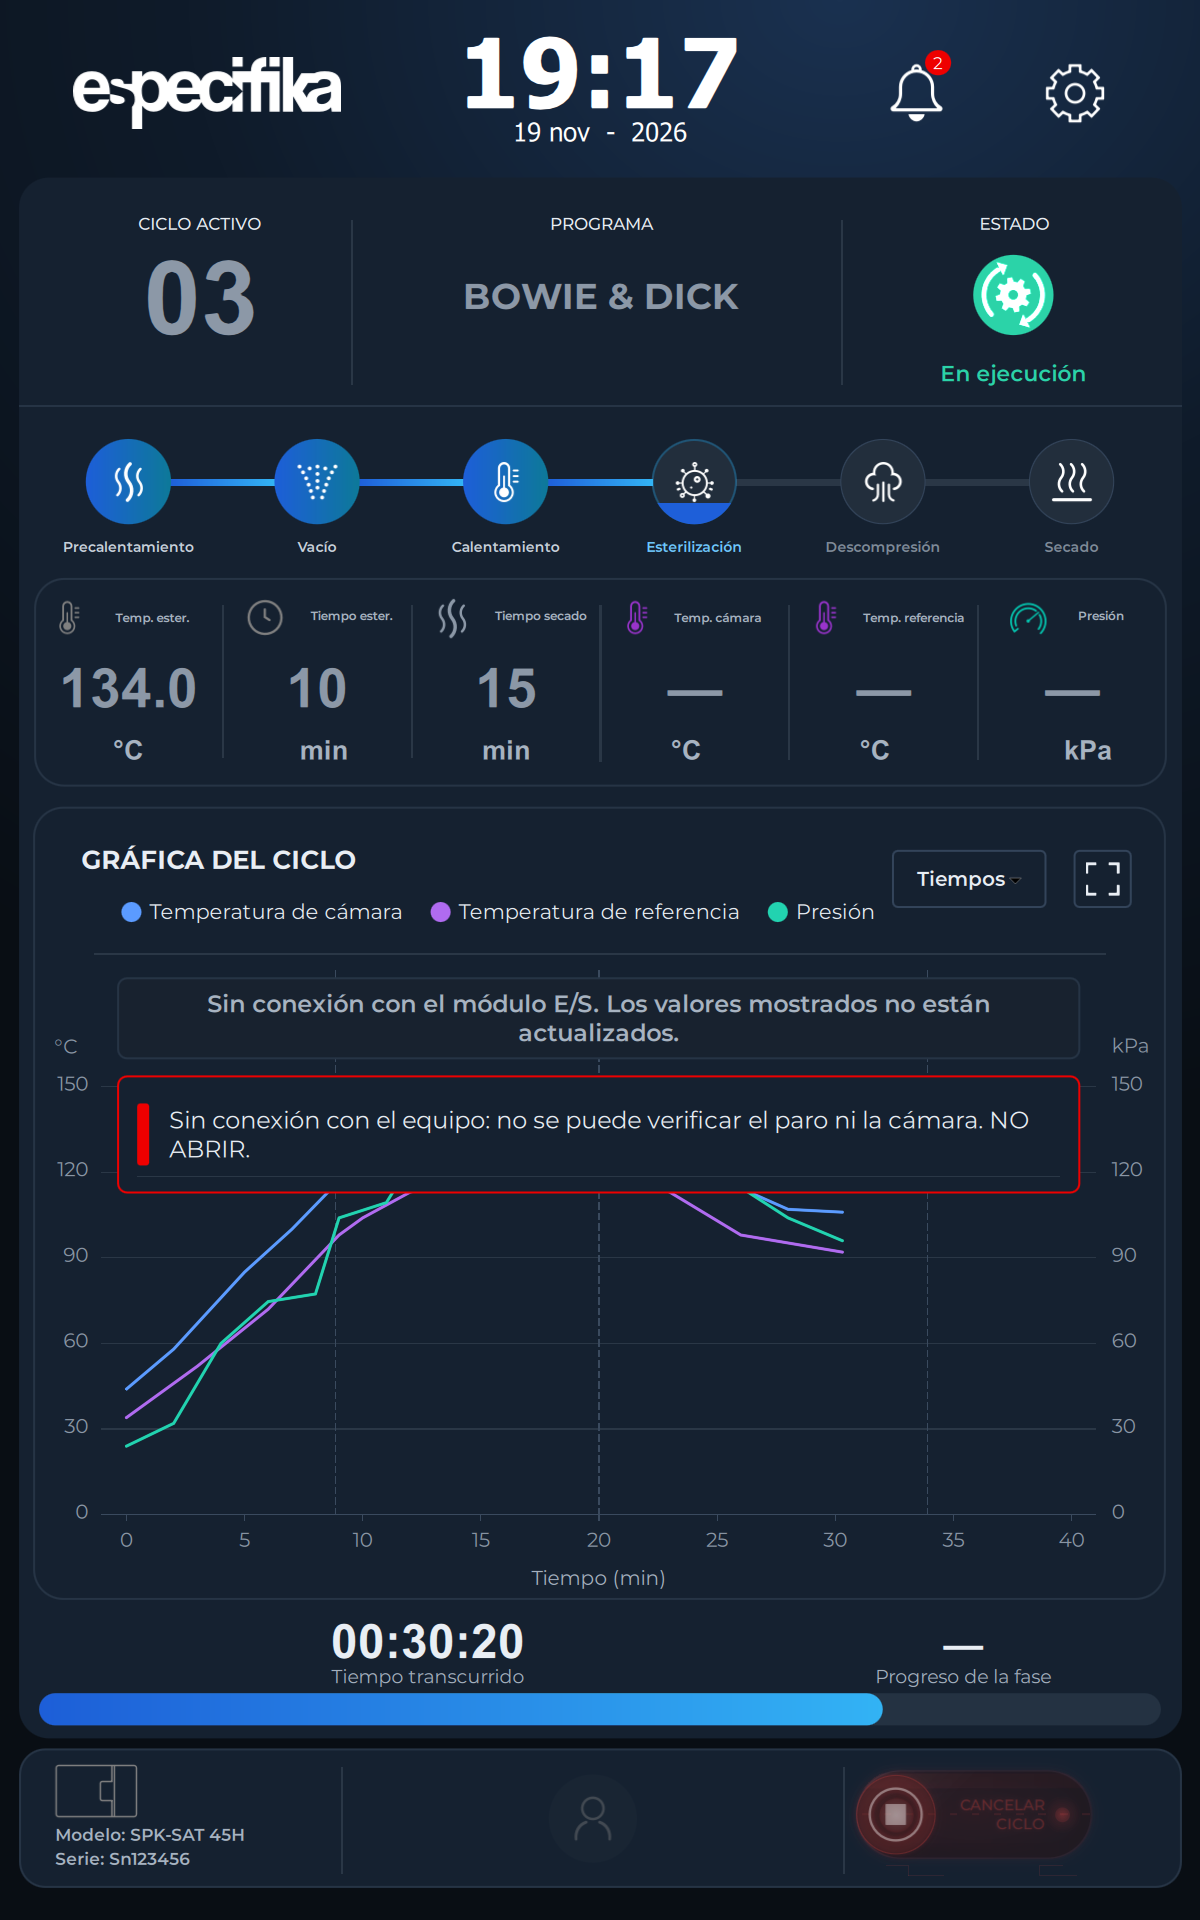 especifika
19:17
19 nov - 2026
2
CICLO ACTIVO
PROGRAMA
ESTADO
03
BOWIE & DICK
En ejecución
Precalentamiento
Vacío
Calentamiento
Esterilización
Descompresión
Secado
Temp. ester.
Tiempo ester.
Tiempo secado
Temp. cámara
Temp. referencia
Presión
134.0
10
15
—
—
—
°C
min
min
°C
°C
kPa
GRÁFICA DEL CICLO
Tiempos
Temperatura de cámara
Temperatura de referencia
Presión
Sin conexión con el módulo E/S. Los valores mostrados no están
actualizados.
°C
kPa
150
150
Sin conexión con el equipo: no se puede verificar el paro ni la cámara. NO
ABRIR.
120
120
90
90
60
60
30
30
0
0
0 5 10 15 20 25 30 35 40
Tiempo (min)
00:30:20
—
Tiempo transcurrido
Progreso de la fase
Modelo: SPK-SAT 45H
Serie: Sn123456
CANCELAR
CICLO